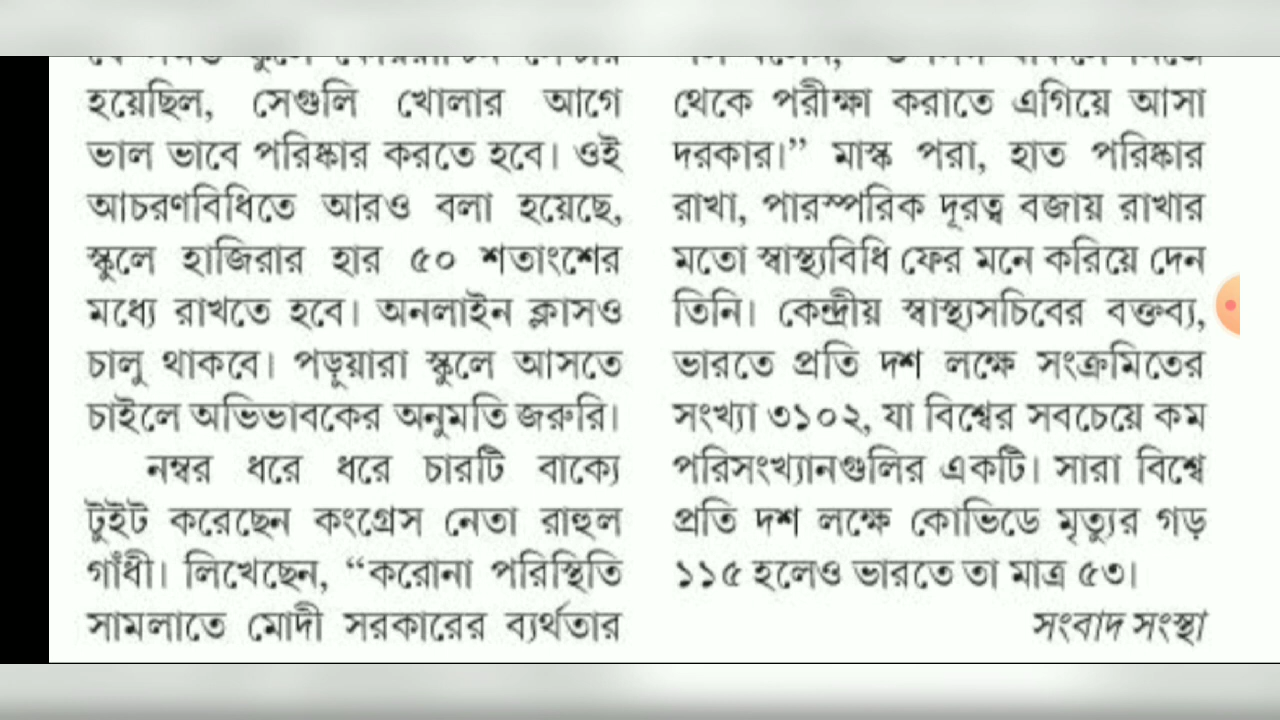 হয়েছিল, সেগুলি খোলার আগে
ভাল ভাবে পরিষ্কার করতে হবে। ওই
আচরণবিধিতে আরও বলা হয়েছে,
স্কুলে হাজিরার হার ৫০ শতাংশের
মধ্যে রাখতে হবে। অনলাইন ক্লাসও
চালু থাকবে। পড়ুয়ারা স্কুলে আসতে
চাইলে অভিভাবকের অনুমতি জরুরি।
নম্বর ধরে ধরে চারটি বাক্যে
টুইট করেছেন কংগ্রেস নেতা রাহুল
গাঁধী। লিখেছেন, “করোনা পরিস্থিতি
সামলাতে মোদী সরকারের ব্যর্থতার
থেকে পরীক্ষা করাতে এগিয়ে আসা
দরকার।” মাস্ক পরা, হাত পরিষ্কার
রাখা, পারস্পরিক দূরত্ব বজায় রাখার
মতো স্বাস্থ্যবিধি ফের মনে করিয়ে দেন
তিনি। কেন্দ্রীয় স্বাস্থ্যসচিবের বক্তব্য,
ভারতে প্রতি দশ লক্ষে সংক্রমিতের
সংখ্যা ৩১০২, যা বিশ্বের সবচেয়ে কম
পরিসংখ্যানগুলির একটি। সারা বিশ্বে
প্রতি দশ লক্ষে কোভিডে মৃত্যুর গড়
১১৫ হলেও ভারতে তা মাত্র ৫৩।
সংবাদ সংস্থা